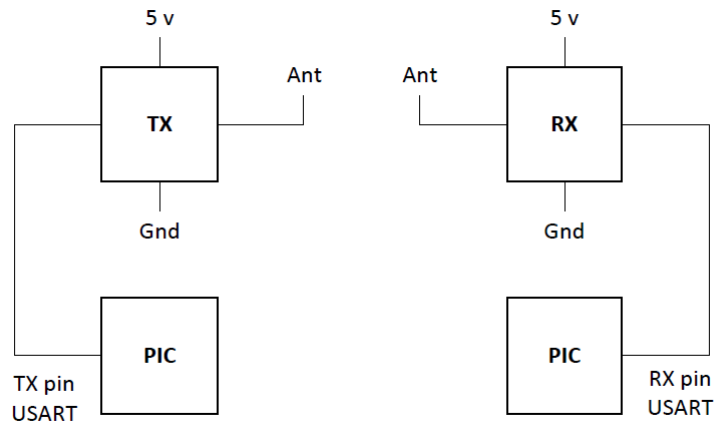 5 v
5 v
Ant
Ant
TX
RX
Gnd
Gnd
PIC
PIC
TX pin
USART
RX pin
USART